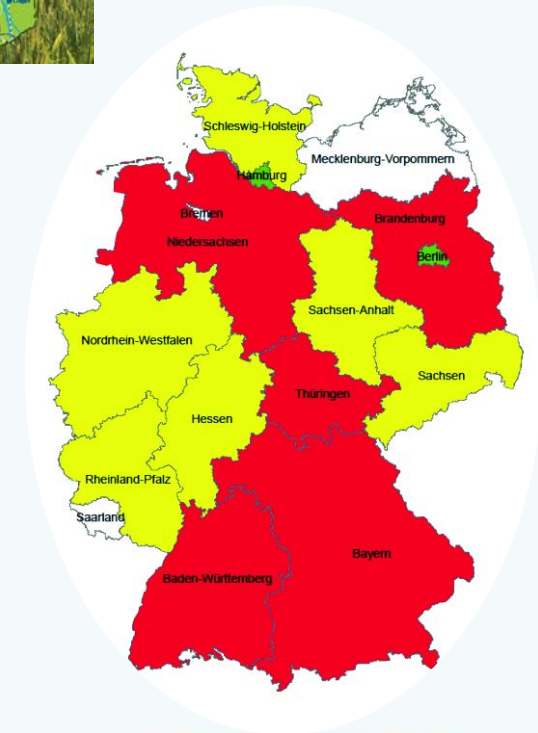 Schleswig-Holstein
Mecklenburg-Vorpommern
Hamburg
Bremen
Brandenburg
Niedersachsen
Berlin
Sachsen-Anhalt
Nordrhein-Westfalen
Sachsen
Thüringen
Hessen
Rheinland-Pfalz
Saarland
Bayern
Baden-Württemberg